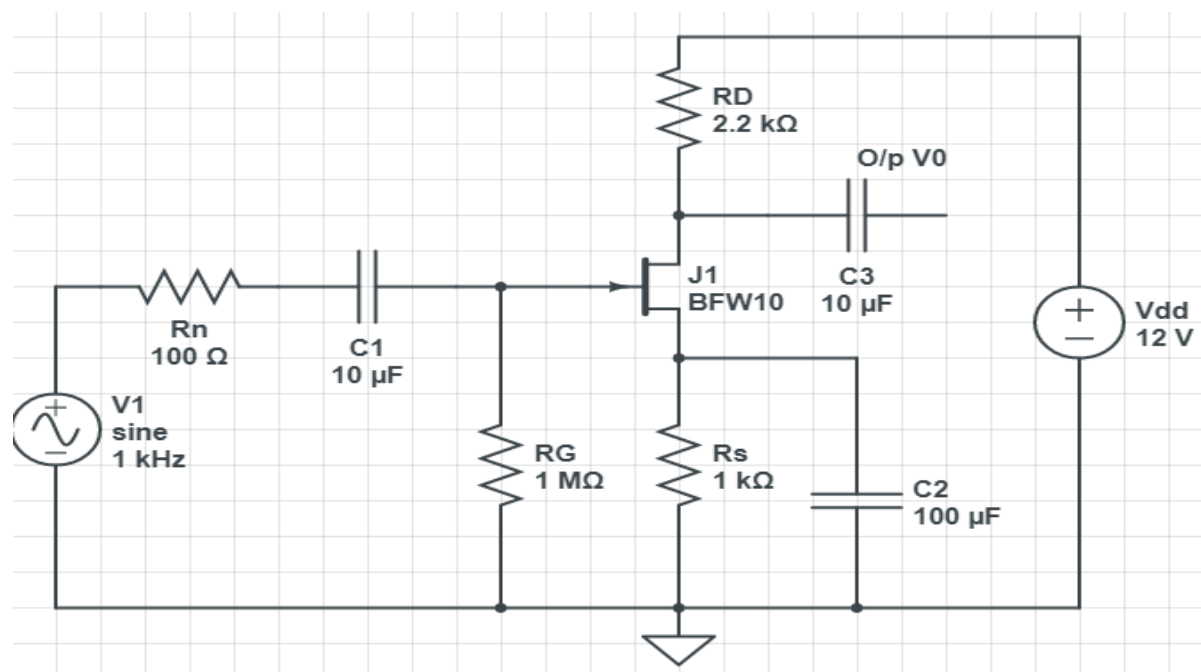 RD
2.2 kΩ
O/p V0
J1
BFW10
C3
10 µF
Vdd
12 V
Rn
100 Ω
C1
10 µF
V1
sine
1 kHz
RG
1 MΩ
Rs
1 kΩ
C2
100 µF